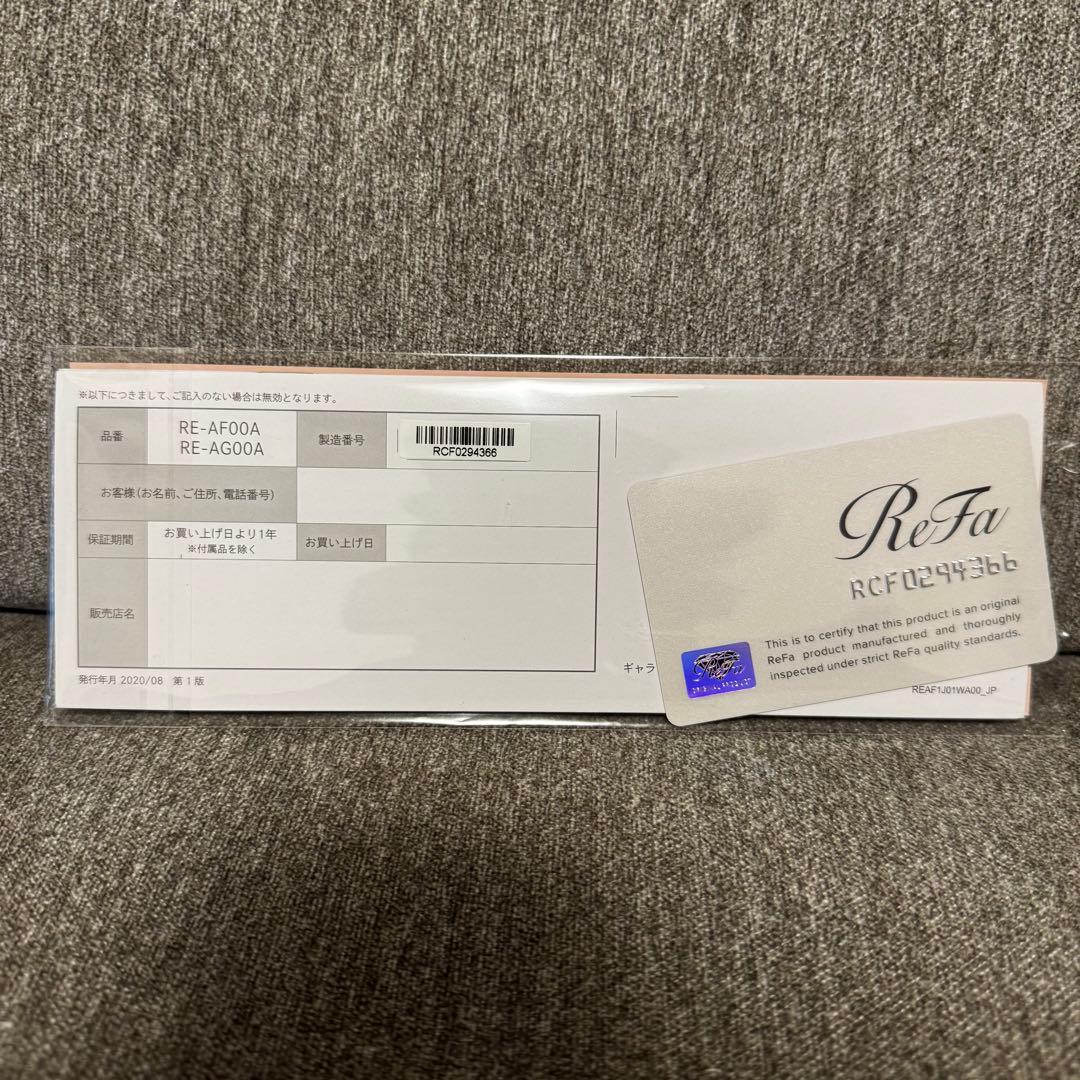 ※以下につきまして、ご記入のない場合は無効となります。
品番
RE-AF00A
RE-AG00A
製造番号
RCF0294366
お客様(お名前、ご住所、電話番号)
保証期間
お買い上げ日より1年
※付属品を除く
お買い上げ日
販売店名
発行年月 2020/08 第1版
ギャラ
REAF1J01WA00_JP
ReFa
RCF0294366
This is to certify that this product is an original
ReFa product manufactured and thoroughly
inspected under strict ReFa quality standards.
ReFa
ORIGINAL PRODUCT